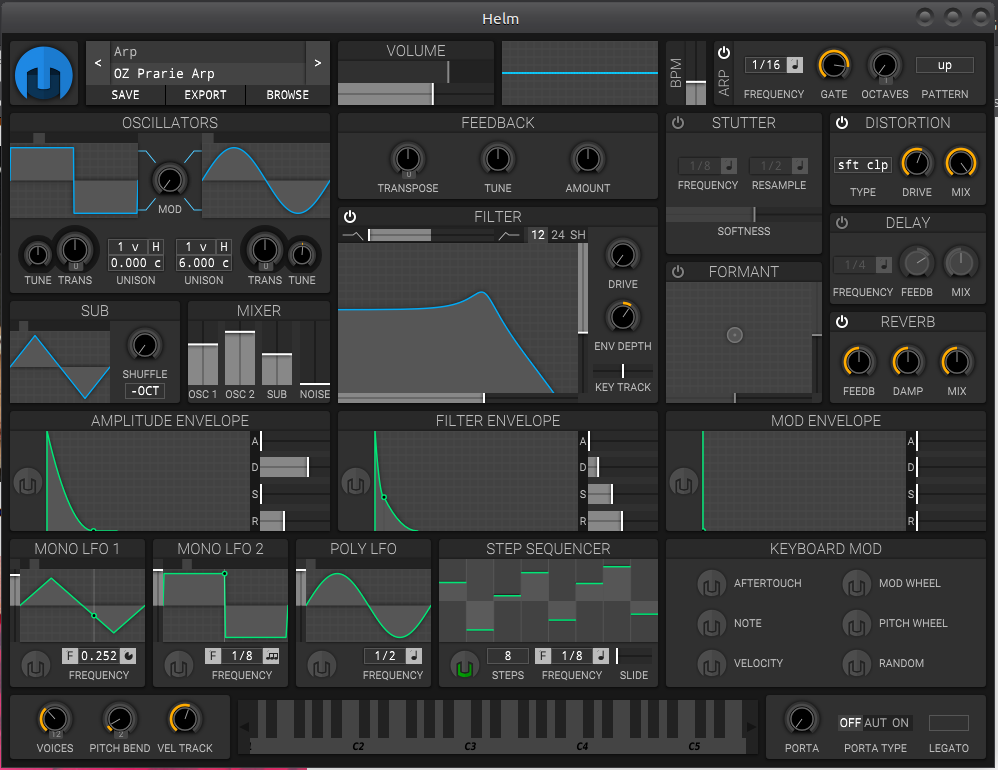 Helm
Arp
< OZ Prarie Arp >
SAVE EXPORT BROWSE
VOLUME
BPM
ARP
1/16
up
FREQUENCY GATE OCTAVES PATTERN
OSCILLATORS
MOD
1 v H
0.000 c
1 v H
6.000 c
TUNE TRANS UNISON UNISON TRANS TUNE
FEEDBACK
0
TRANSPOSE TUNE AMOUNT
STUTTER
1/8 1/2
FREQUENCY RESAMPLE
SOFTNESS
DISTORTION
sft clp
TYPE DRIVE MIX
FILTER
12 24 SH
DRIVE
ENV DEPTH
KEY TRACK
DELAY
1/4
FREQUENCY FEEDB MIX
FORMANT
SUB
SHUFFLE
-OCT
MIXER
OSC 1 OSC 2 SUB NOISE
REVERB
FEEDB DAMP MIX
AMPLITUDE ENVELOPE
A
D
S
R
FILTER ENVELOPE
A
D
S
R
MOD ENVELOPE
A
D
S
R
MONO LFO 1
F 0.252
FREQUENCY
MONO LFO 2
F 1/8
FREQUENCY
POLY LFO
1/2
FREQUENCY
STEP SEQUENCER
8 F 1/8
STEPS FREQUENCY SLIDE
KEYBOARD MOD
AFTERTOUCH MOD WHEEL
NOTE PITCH WHEEL
VELOCITY RANDOM
12 2
VOICES PITCH BEND VEL TRACK
C2 C3 C4 C5
OFF AUT ON
PORTA PORTA TYPE LEGATO